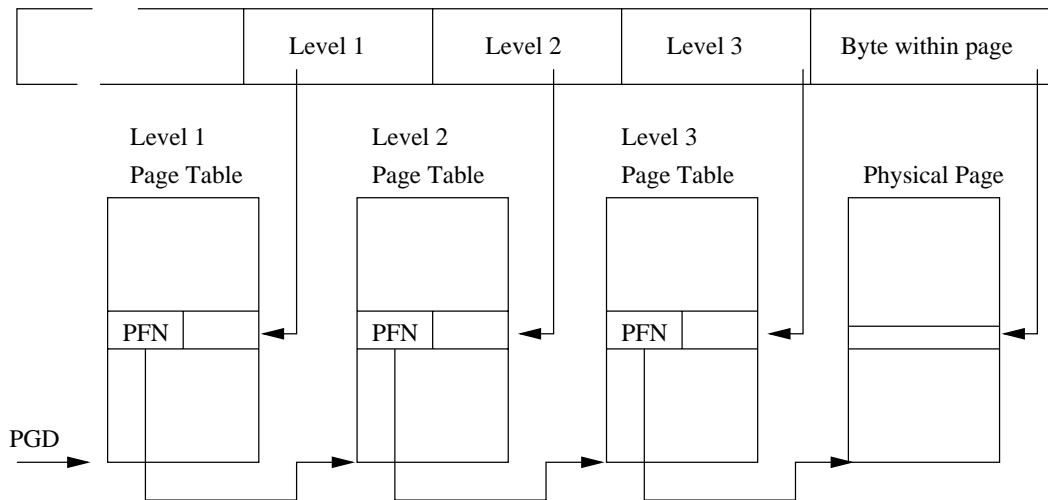 Level 1
Level 2
Level 3
Byte within page
Level 1
Page Table
Level 2
Page Table
Level 3
Page Table
Physical Page
PFN
PFN
PFN
PGD